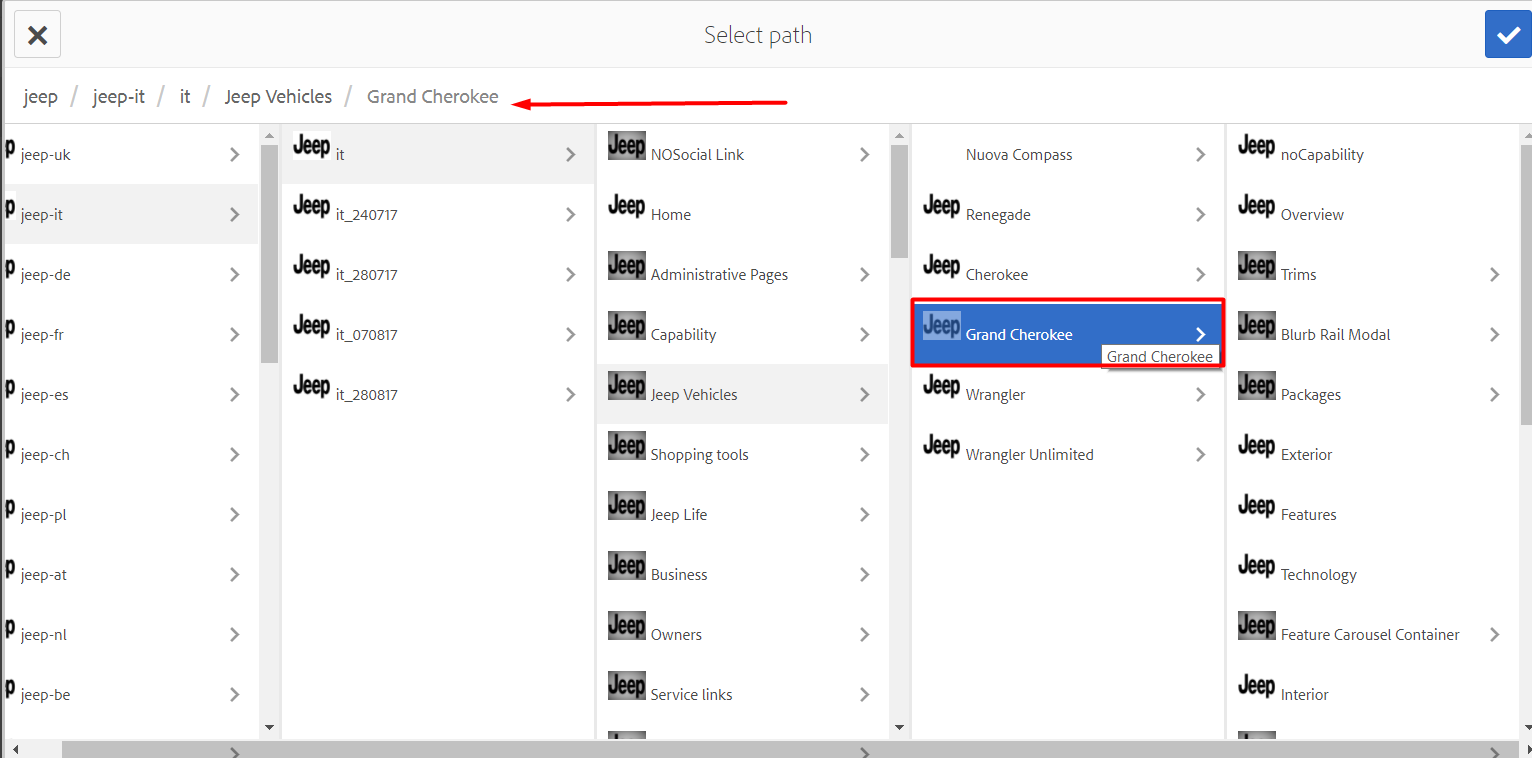 Select path
jeep / jeep-it / it / Jeep Vehicles / Grand Cherokee
jeep-uk
jeep-it
jeep-de
jeep-fr
jeep-es
jeep-ch
jeep-pl
jeep-at
jeep-nl
jeep-be
Jeep it
Jeep it_240717
Jeep it_280717
Jeep it_070817
Jeep it_280817
Jeep NOSocial Link
Jeep Home
Jeep Administrative Pages
Jeep Capability
Jeep Jeep Vehicles
Jeep Shopping tools
Jeep Jeep Life
Jeep Business
Jeep Owners
Jeep Service links
Nuova Compass
Jeep Renegade
Jeep Cherokee
Jeep Grand Cherokee
Grand Cherokee
Jeep Wrangler
Jeep Wrangler Unlimited
Jeep noCapability
Jeep Overview
Jeep Trims
Jeep Blurb Rail Modal
Jeep Packages
Jeep Exterior
Jeep Features
Jeep Technology
Jeep Feature Carousel Container
Jeep Interior